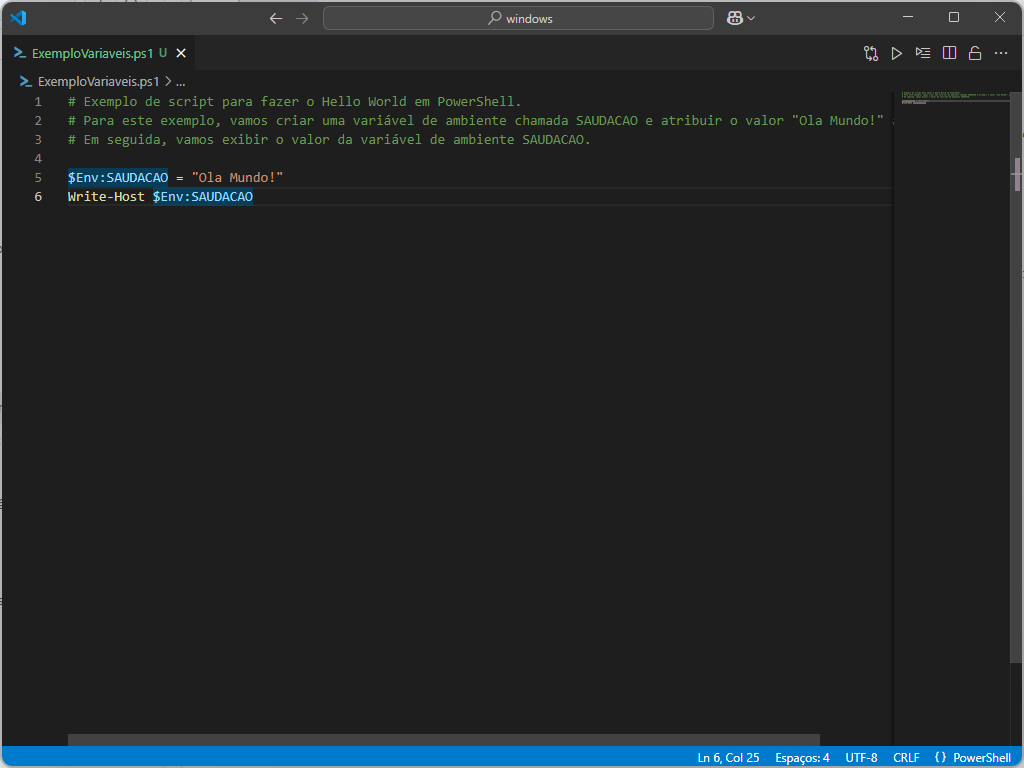 windows
ExemploVariaveis.ps1 U
ExemploVariaveis.ps1 > ...
1 # Exemplo de script para fazer o Hello World em PowerShell.
2 # Para este exemplo, vamos criar uma variável de ambiente chamada SAUDACAO e atribuir o valor "Ola Mundo!"
3 # Em seguida, vamos exibir o valor da variável de ambiente SAUDACAO.
4
5 $Env:SAUDACAO = "Ola Mundo!"
6 Write-Host $Env:SAUDACAO
Ln 6, Col 25 Espaços: 4 UTF-8 CRLF {} PowerShell